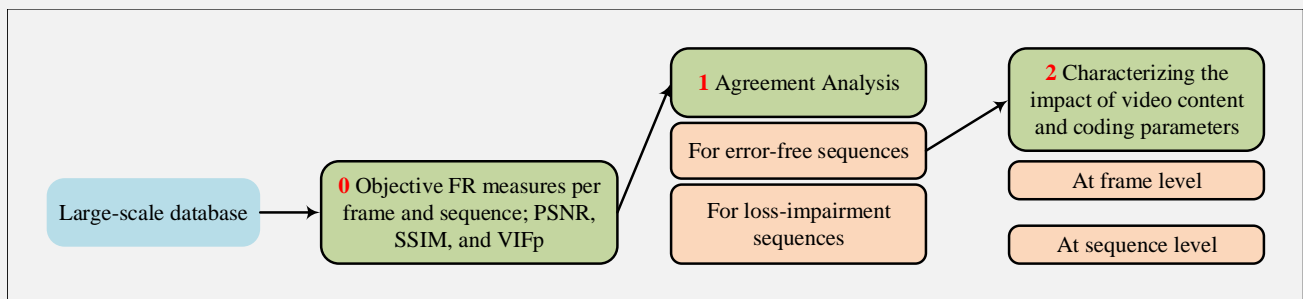 Large-scale database
0 Objective FR measures per
frame and sequence; PSNR,
SSIM, and VIFp
1 Agreement Analysis
For error-free sequences
For loss-impairment
sequences
2 Characterizing the
impact of video content
and coding parameters
At frame level
At sequence level